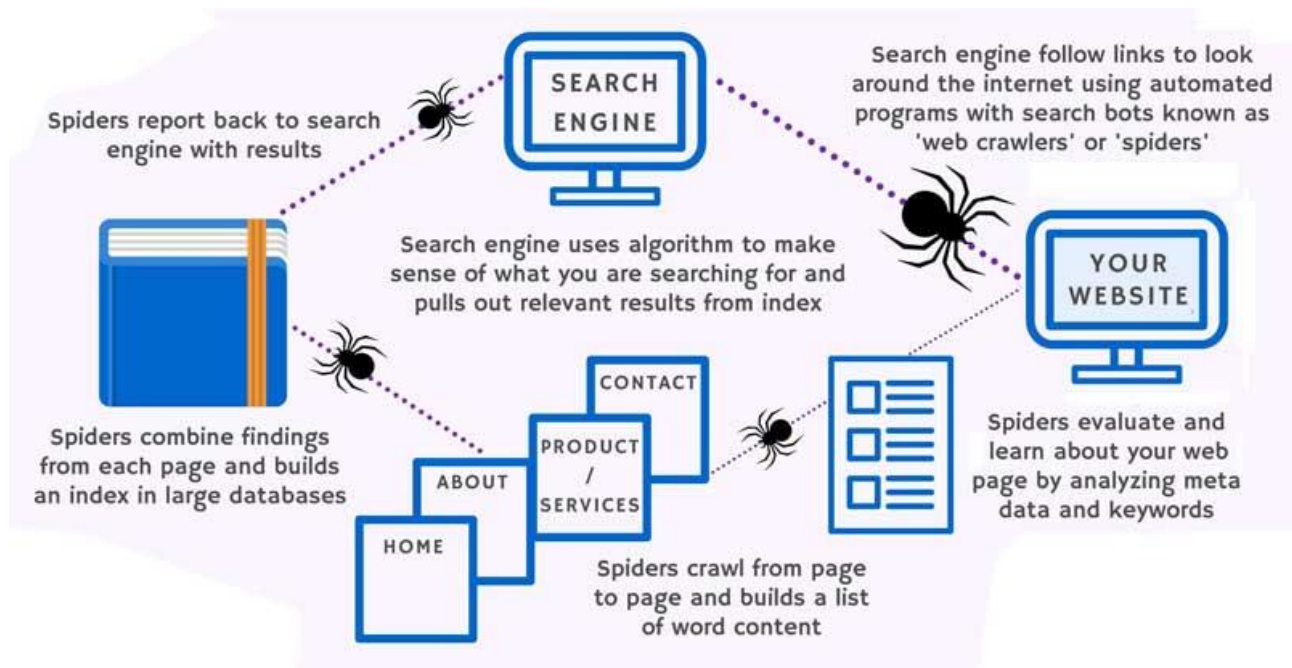 SEARCH
ENGINE
Search engine follow links to look
around the internet using automated
programs with search bots known as
'web crawlers' or 'spiders'
Spiders report back to search
engine with results
Search engine uses algorithm to make
sense of what you are searching for and
pulls out relevant results from index
YOUR
WEBSITE
Spiders evaluate and
learn about your web
page by analyzing meta
data and keywords
CONTACT
PRODUCT
/
SERVICES
ABOUT
HOME
Spiders crawl from page
to page and builds a list
of word content
Spiders combine findings
from each page and builds
an index in large databases